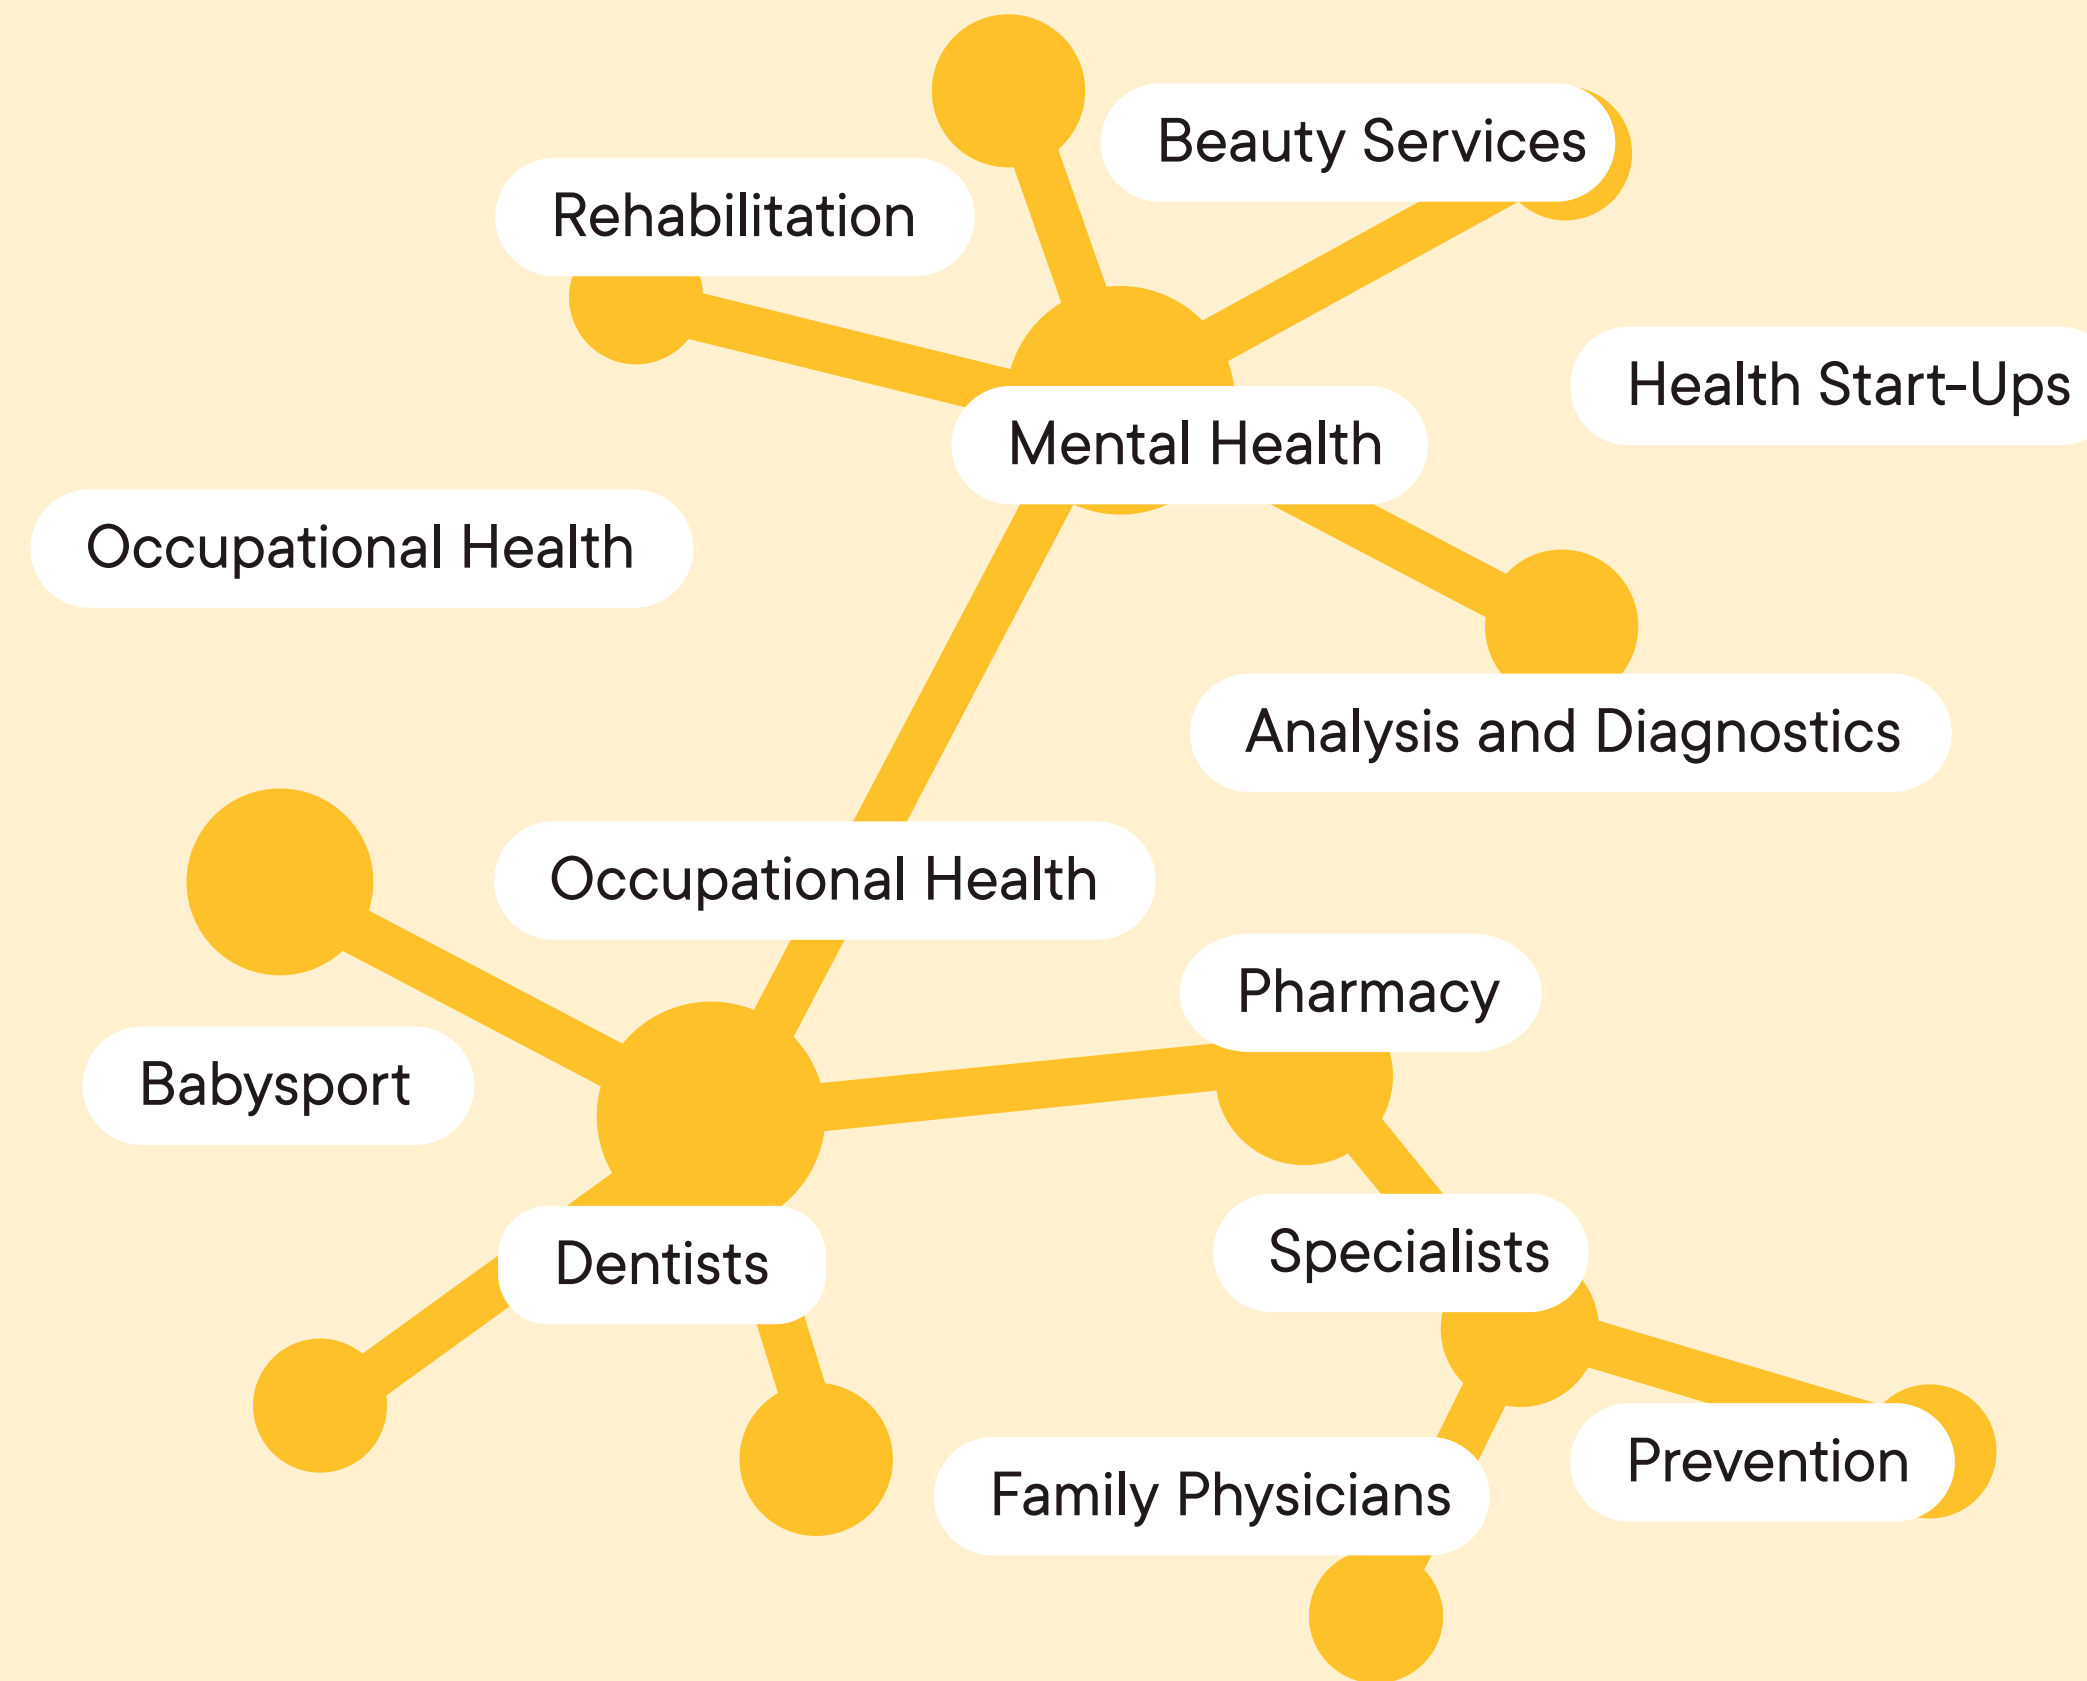 Beauty Services
Rehabilitation
Health Start-Ups
Mental Health
Occupational Health
Analysis and Diagnostics
Occupational Health
Pharmacy
Babysport
Specialists
Dentists
Prevention
Family Physicians